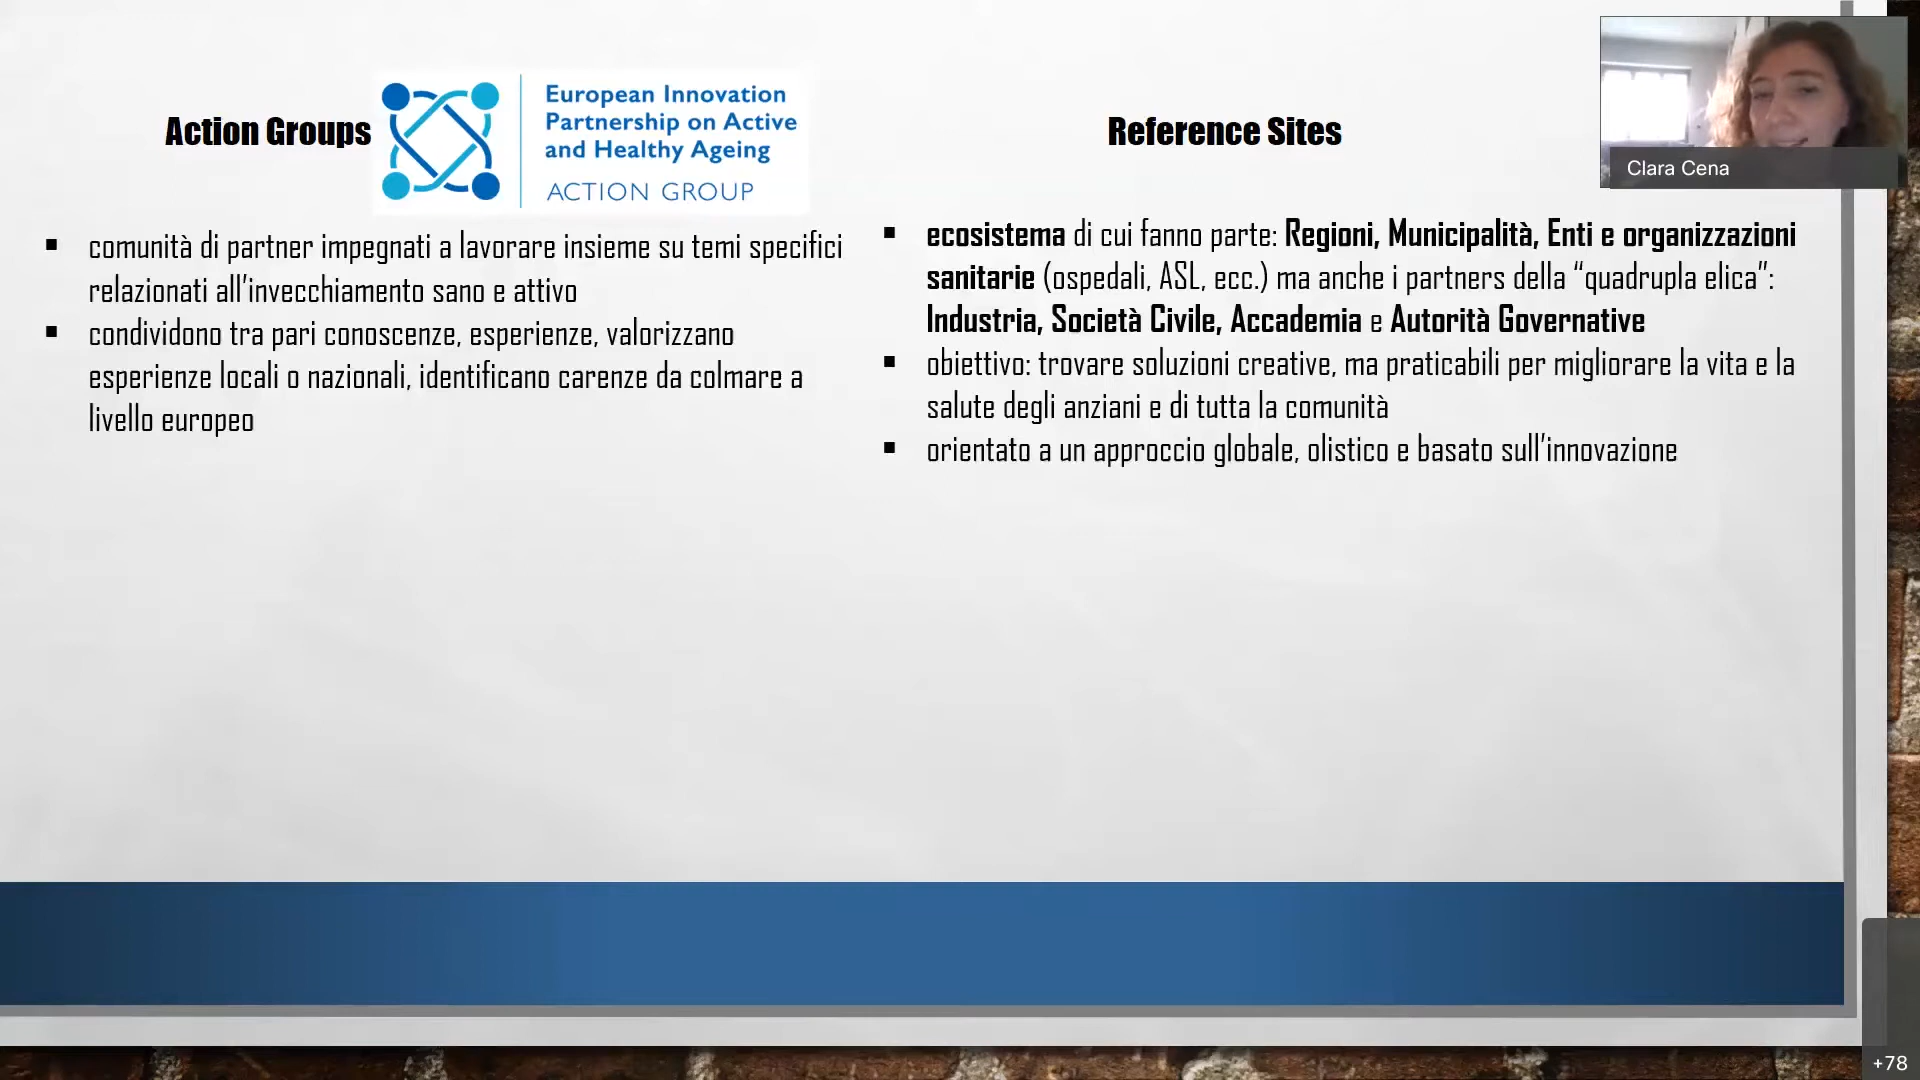 Action Groups
European Innovation
Partnership on Active
and Healthy Ageing
ACTION GROUP
▪ comunità di partner impegnati a lavorare insieme su temi specifici
relazionati all’invecchiamento sano e attivo
▪ condividono tra pari conoscenze, esperienze, valorizzano
esperienze locali o nazionali, identificano carenze da colmare a
livello europeo
Reference Sites
▪ ecosistema di cui fanno parte: Regioni, Municipalità, Enti e organizzazioni
sanitarie (ospedali, ASL, ecc.) ma anche i partners della “quadrupla elica”:
Industria, Società Civile, Accademia e Autorità Governative
▪ obiettivo: trovare soluzioni creative, ma praticabili per migliorare la vita e la
salute degli anziani e di tutta la comunità
▪ orientato a un approccio globale, olistico e basato sull’innovazione
Clara Cena
+78